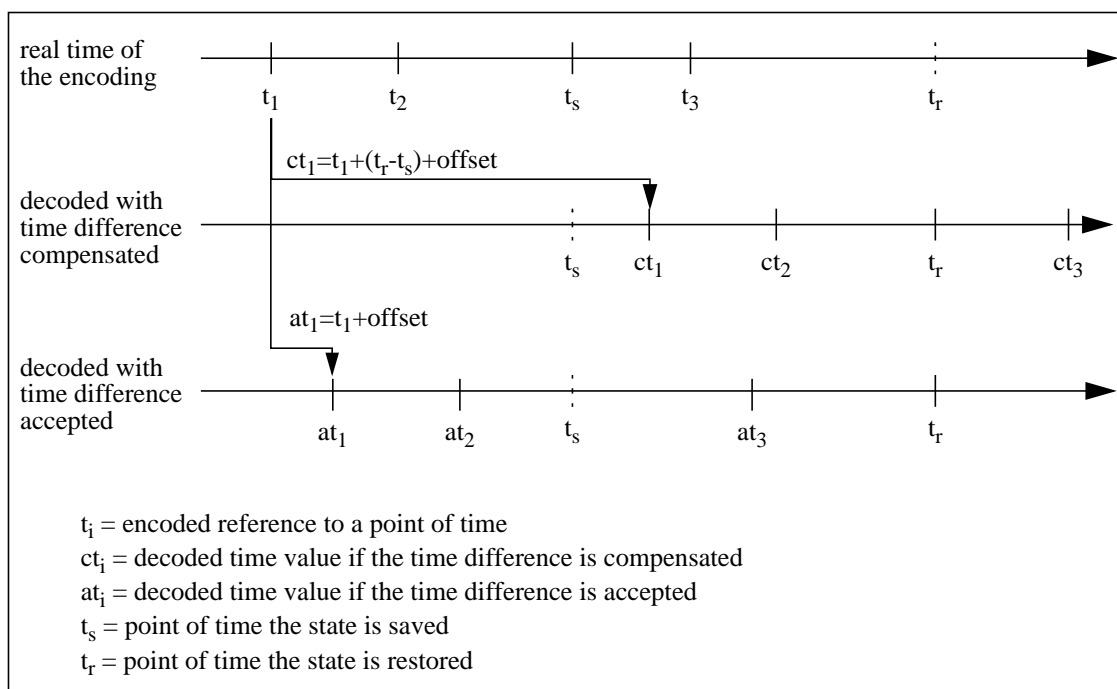 real time of
the encoding
t1 t2 ts t3 tr
ct1=t1+(tr-ts)+offset
decoded with
time difference
compensated
ts ct1 ct2 tr ct3
at1=t1+offset
decoded with
time difference
accepted
at1 at2 ts at3 tr
ti = encoded reference to a point of time
cti = decoded time value if the time difference is compensated
ati = decoded time value if the time difference is accepted
ts = point of time the state is saved
tr = point of time the state is restored